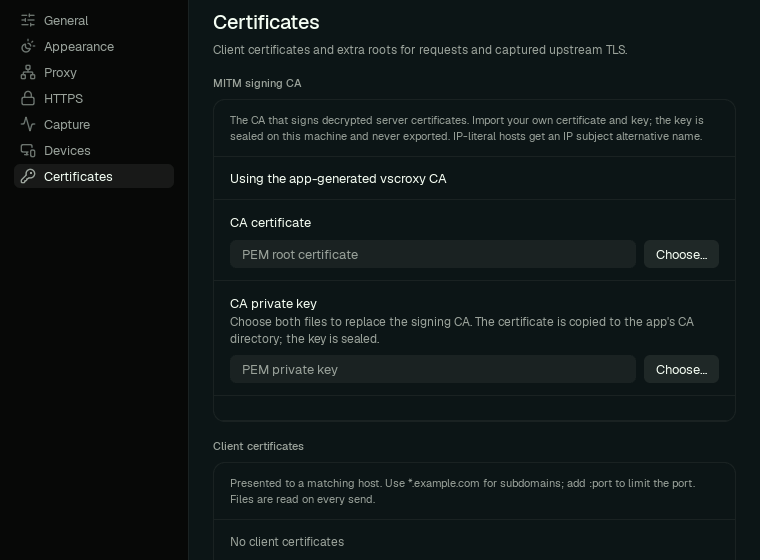 General
Appearance
Proxy
HTTPS
Capture
Devices
Certificates
Certificates
Client certificates and extra roots for requests and captured upstream TLS.
MITM signing CA
The CA that signs decrypted server certificates. Import your own certificate and key; the key is
sealed on this machine and never exported. IP-literal hosts get an IP subject alternative name.
Using the app-generated vscroxy CA
CA certificate
PEM root certificate
Choose…
CA private key
Choose both files to replace the signing CA. The certificate is copied to the app's CA
directory; the key is sealed.
PEM private key
Choose…
Client certificates
Presented to a matching host. Use *.example.com for subdomains; add :port to limit the port.
Files are read on every send.
No client certificates